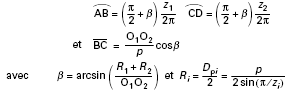 AB = (π/2 + β) z₁/2π CD = (π/2 + β) z₂/2π
et BC = O₁O₂/p cosβ
avec β = arcsin (R₁ + R₂ / O₁O₂) et Rᵢ = Dₚᵢ/2 = p / 2 sin (π/zᵢ)